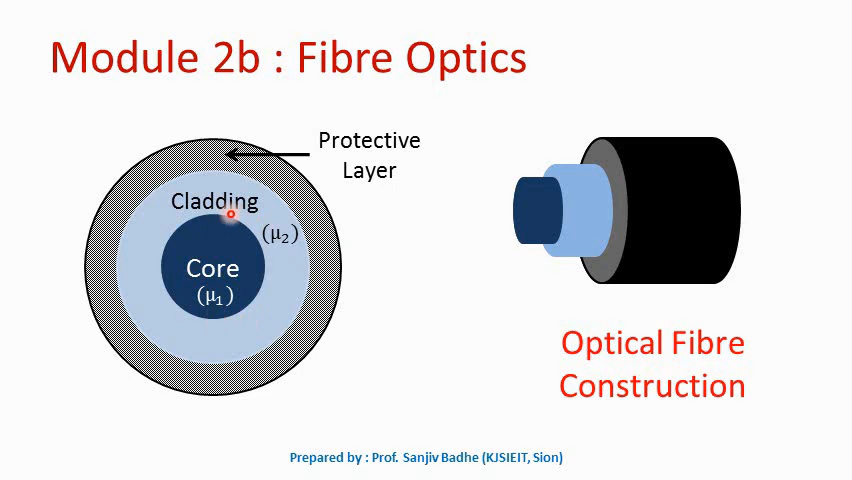 Module 2b : Fibre Optics
Protective
Layer
Cladding
(μ₂)
Core
(μ₁)
Optical Fibre
Construction
Prepared by : Prof. Sanjiv Badhe (KJSIEIT, Sion)